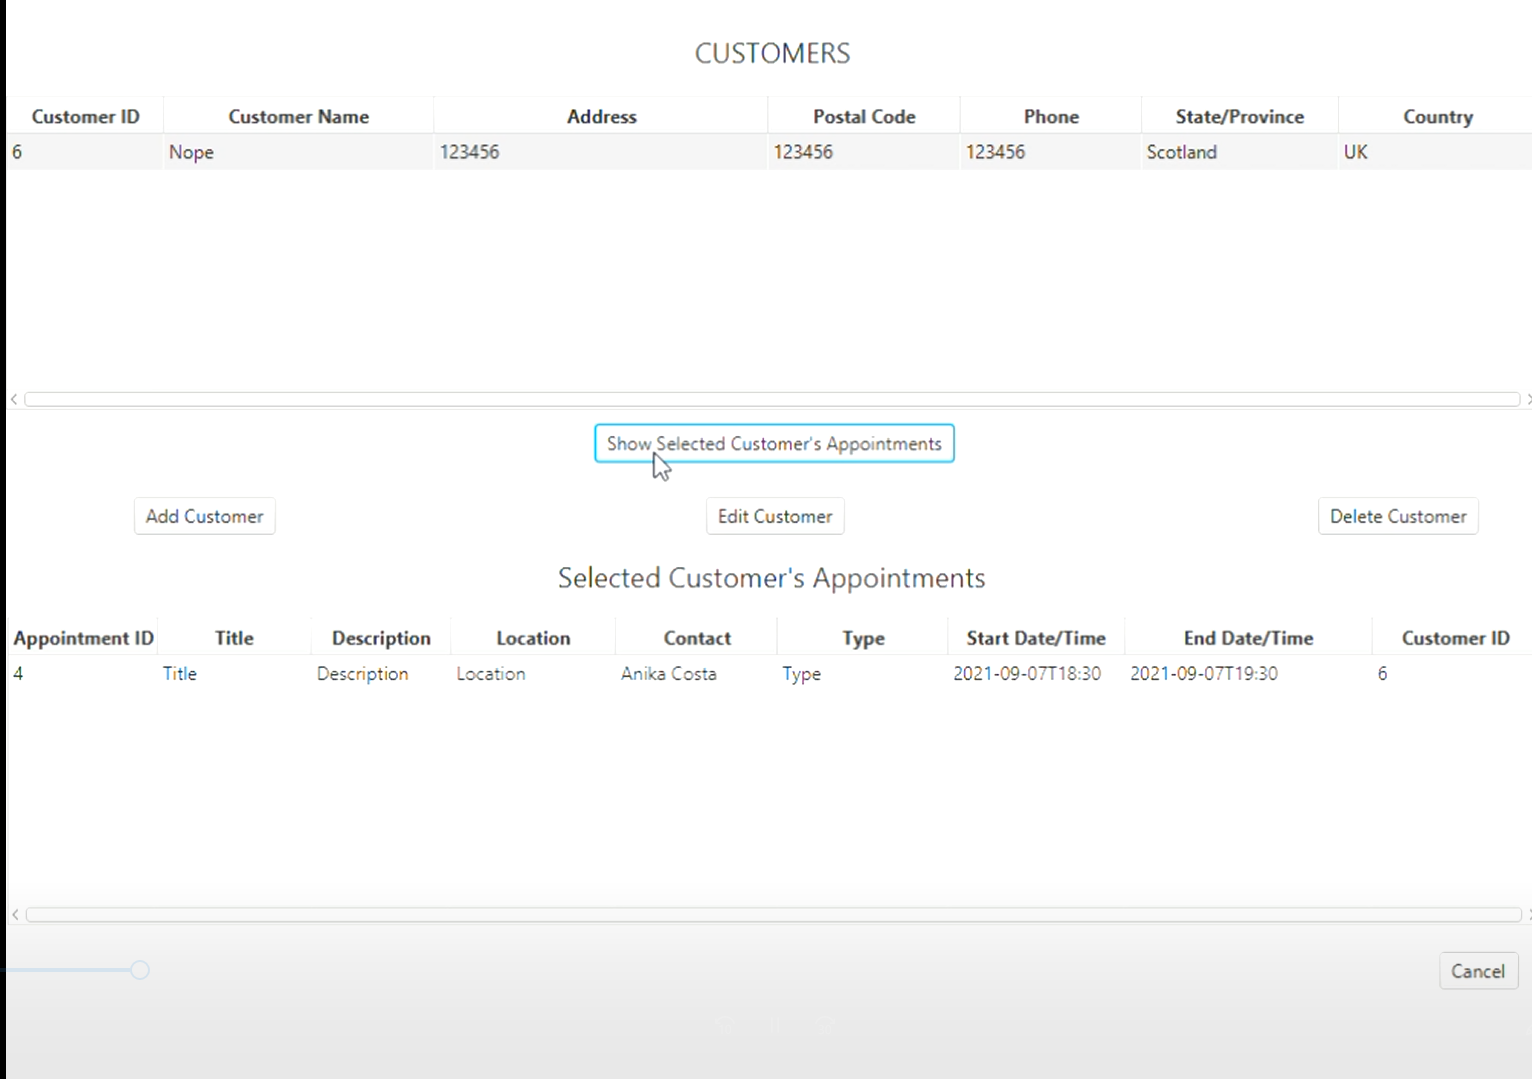 CUSTOMERS
Customer ID Customer Name Address Postal Code Phone State/Province Country
6 Nope 123456 123456 123456 Scotland UK
Show Selected Customer's Appointments
Add Customer Edit Customer Delete Customer
Selected Customer's Appointments
Appointment ID Title Description Location Contact Type Start Date/Time End Date/Time Customer ID
4 Title Description Location Anika Costa Type 2021-09-07T18:30 2021-09-07T19:30 6
Cancel